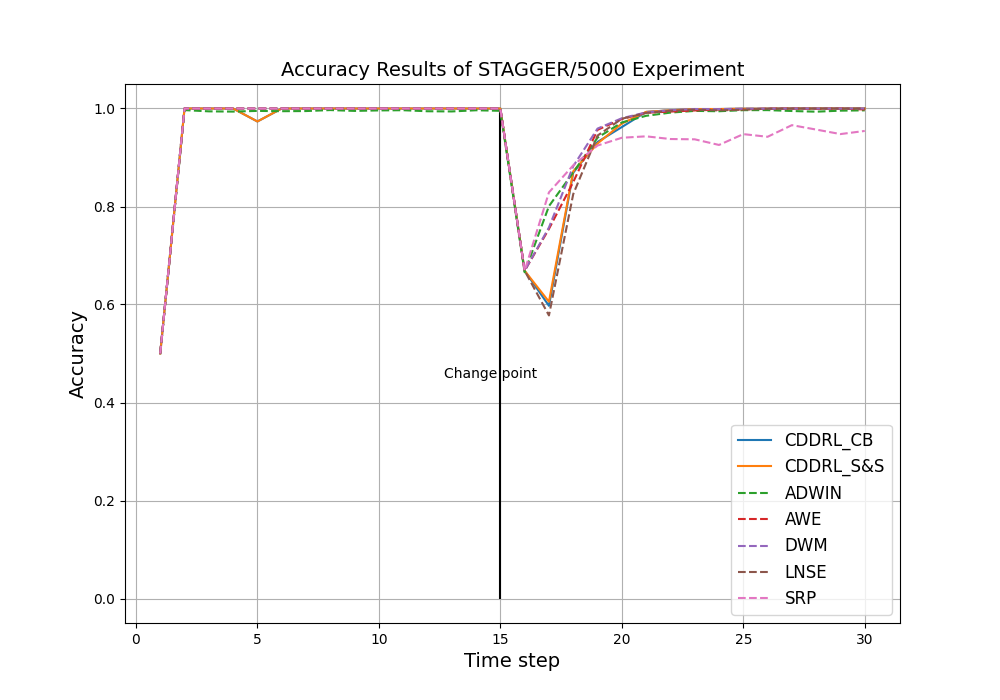 Accuracy Results of STAGGER/5000 Experiment
1.0
0.8
0.6
0.4
0.2
0.0
Accuracy
Change point
CDDRL_CB
CDDRL_S&S
ADWIN
AWE
DWM
LNSE
SRP
0 5 10 15 20 25 30
Time step